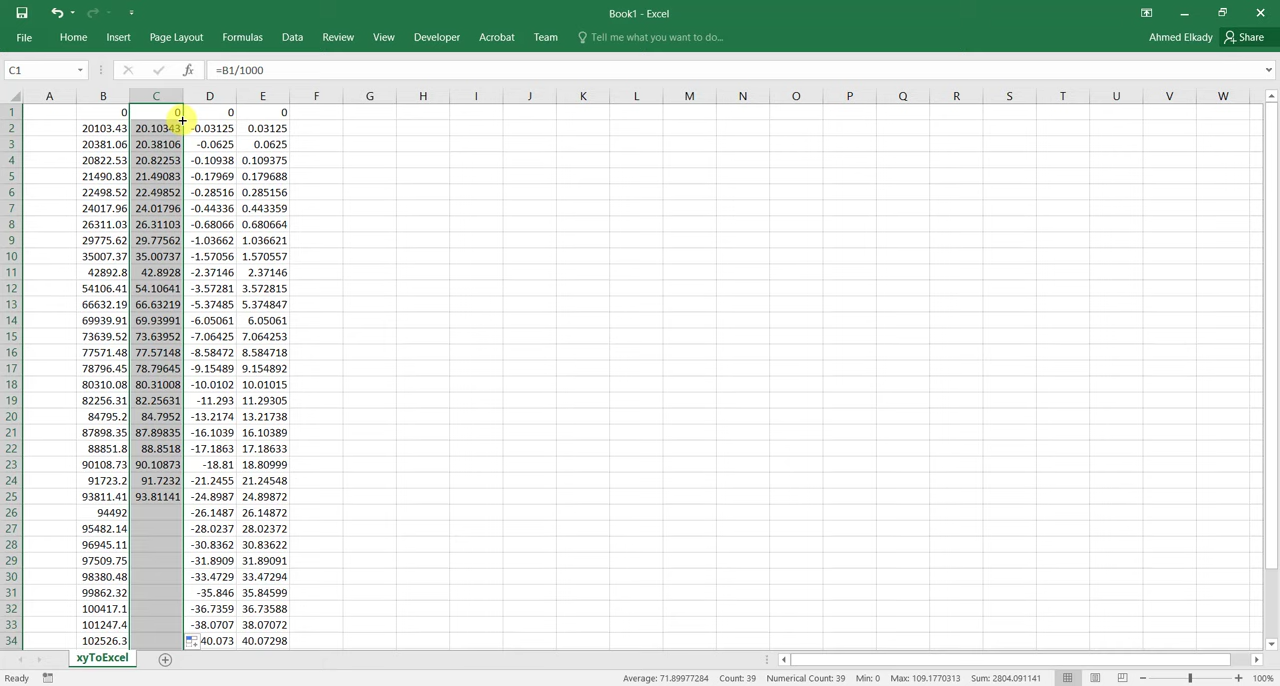 Book1 - Excel
File Home Insert Page Layout Formulas Data Review View Developer Acrobat Team Tell me what you want to do... Ahmed Elkady Share
C1 fx =B1/1000
A B C D E F G H I J K L M N O P Q R S T U V W
1 0 0 0 0
2 20103.43 20.10343 -0.03125 0.03125
3 20381.06 20.38106 -0.0625 0.0625
4 20822.53 20.82253 -0.10938 0.109375
5 21490.83 21.49083 -0.17969 0.179688
6 22498.52 22.49852 -0.28516 0.285156
7 24017.96 24.01796 -0.44336 0.443359
8 26311.03 26.31103 -0.68066 0.680664
9 29775.62 29.77562 -1.03662 1.036621
10 35007.37 35.00737 -1.57056 1.570557
11 42892.8 42.8928 -2.37146 2.37146
12 54106.41 54.10641 -3.57281 3.572815
13 66632.19 66.63219 -5.37485 5.374847
14 69939.91 69.93991 -6.05061 6.05061
15 73639.52 73.63952 -7.06425 7.064253
16 77571.48 77.57148 -8.58472 8.584718
17 78796.45 78.79645 -9.15489 9.154892
18 80310.08 80.31008 -10.0102 10.01015
19 82256.31 82.25631 -11.293 11.29305
20 84795.2 84.7952 -13.2174 13.21738
21 87898.35 87.89835 -16.1039 16.10389
22 88851.8 88.8518 -17.1863 17.18633
23 90108.73 90.10873 -18.81 18.80999
24 91723.2 91.7232 -21.2455 21.24548
25 93811.41 93.81141 -24.8987 24.89872
26 94492 -26.1487 26.14872
27 95482.14 -28.0237 28.02372
28 96945.11 -30.8362 30.83622
29 97509.75 -31.8909 31.89091
30 98380.48 -33.4729 33.47294
31 99862.32 -35.846 35.84599
32 100417.1 -36.7359 36.73588
33 101247.4 -38.0707 38.07072
34 102526.3 40.073 40.07298
xyToExcel
Ready Average: 71.89977284 Count: 39 Numerical Count: 39 Min: 0 Max: 109.1770313 Sum: 2804.091141 100%